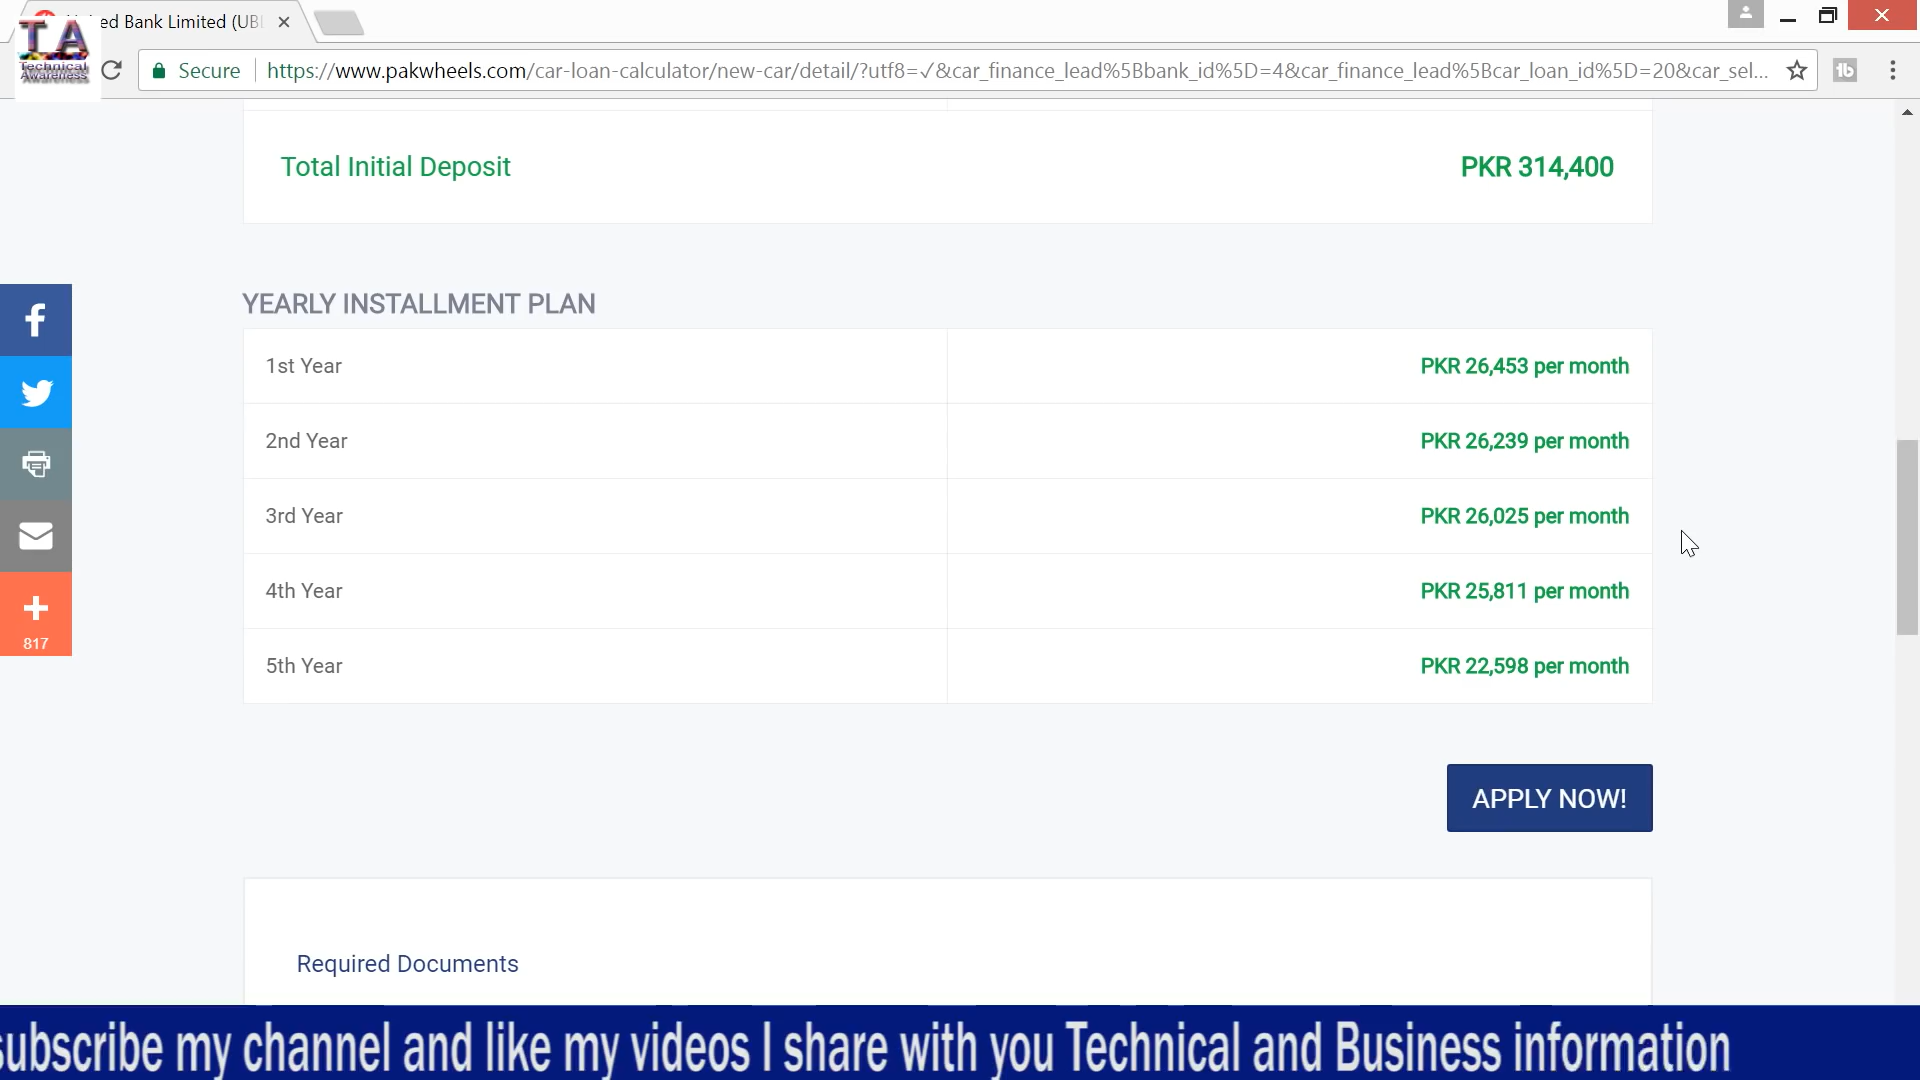 ed Bank Limited (UB
TA
Technical
Awareness
Secure
https://www.pakwheels.com/car-loan-calculator/new-car/detail/?utf8=✓&car_finance_lead%5Bbank_id%5D=4&car_finance_lead%5Bcar_loan_id%5D=20&car_sel...
Total Initial Deposit PKR 314,400
YEARLY INSTALLMENT PLAN
1st Year PKR 26,453 per month
2nd Year PKR 26,239 per month
3rd Year PKR 26,025 per month
4th Year PKR 25,811 per month
5th Year PKR 22,598 per month
817
APPLY NOW!
Required Documents
subscribe my channel and like my videos I share with you Technical and Business information